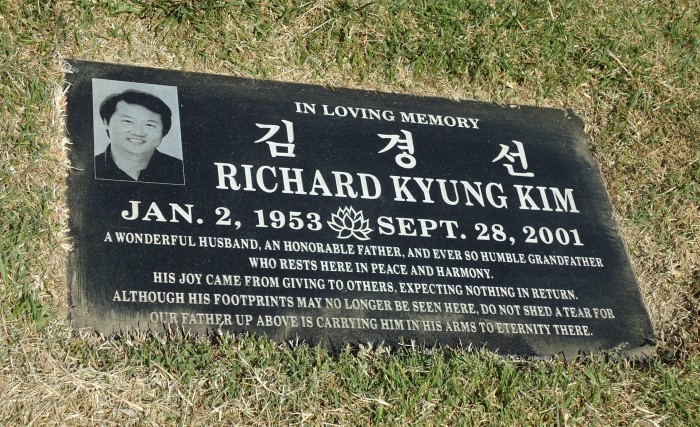 IN LOVING MEMORY
김 경 선
RICHARD KYUNG KIM
JAN. 2, 1953 SEPT. 28, 2001
A WONDERFUL HUSBAND, AN HONORABLE FATHER, AND EVER SO HUMBLE GRANDFATHER
WHO RESTS HERE IN PEACE AND HARMONY.
HIS JOY CAME FROM GIVING TO OTHERS, EXPECTING NOTHING IN RETURN.
ALTHOUGH HIS FOOTPRINTS MAY NO LONGER BE SEEN HERE, DO NOT SHED A TEAR FOR
OUR FATHER UP ABOVE IS CARRYING HIM IN HIS ARMS TO ETERNITY THERE.